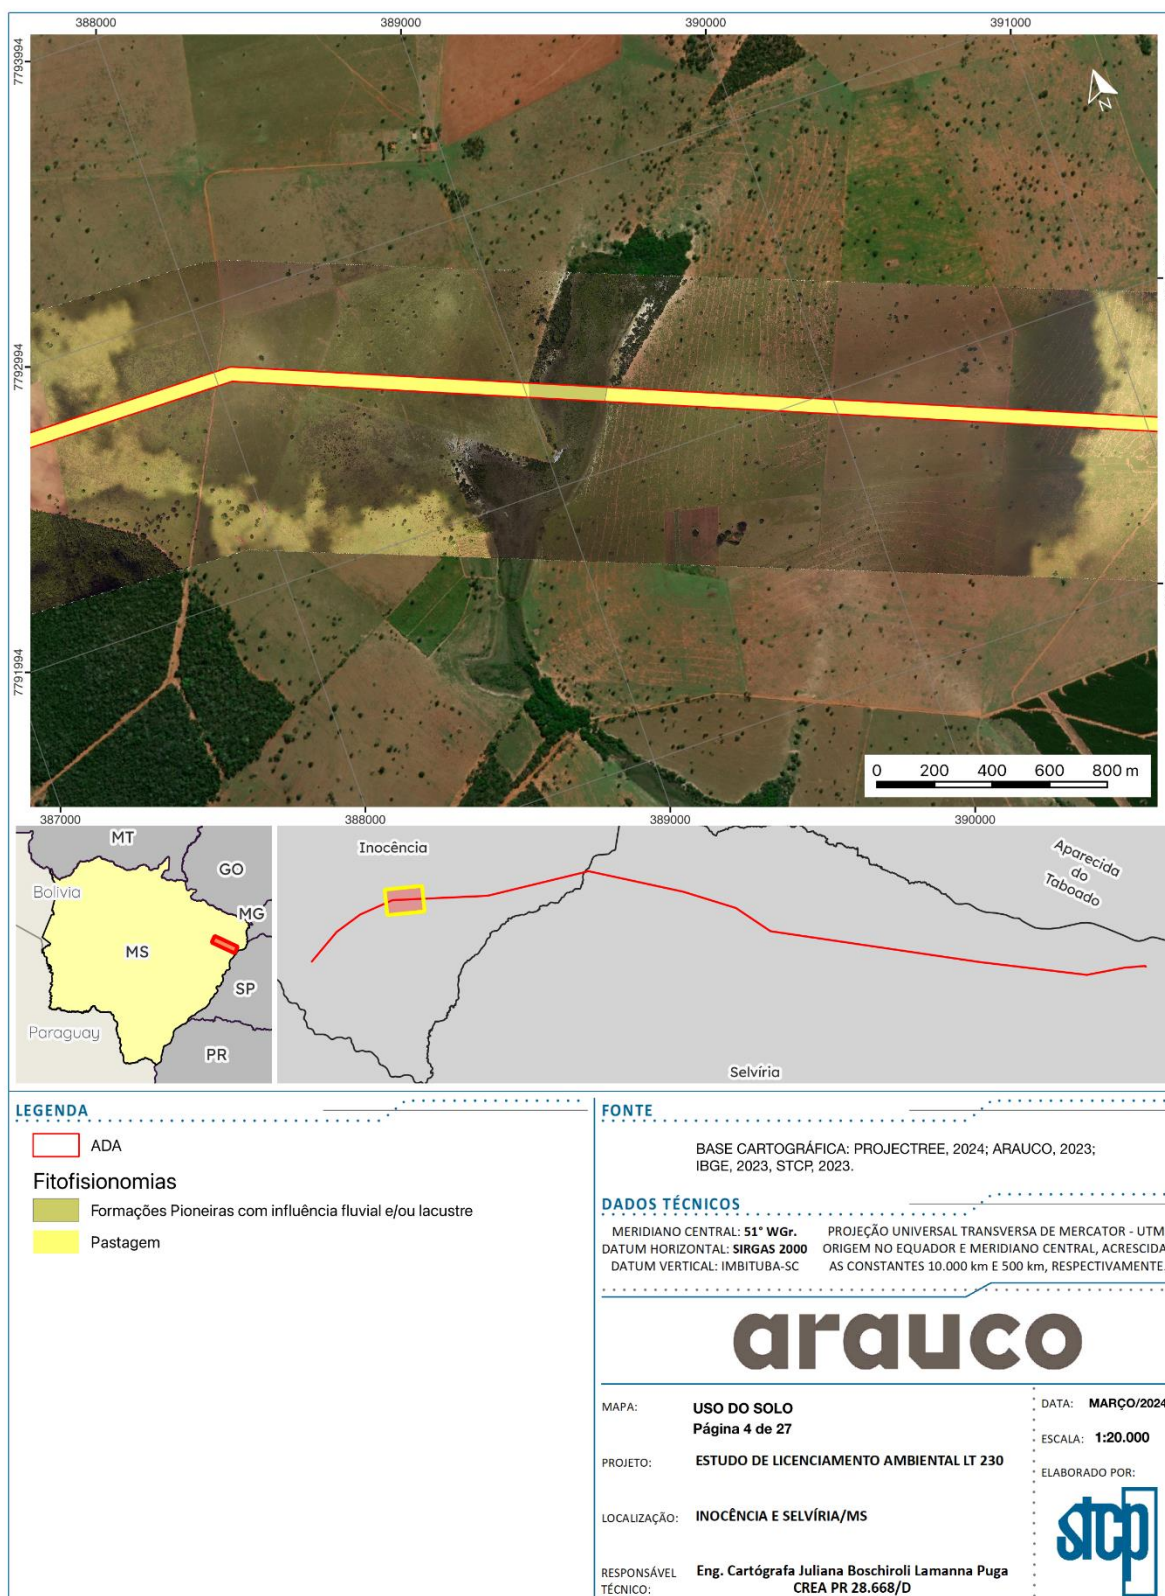 388000
389000
390000
391000
7793994
7792994
7791994
N
0 200 400 600 800 m
387000
388000
389000
390000
MT
GO
Bolivia
MG
MS
SP
Paraguay
PR
Inocência
Aparecida
do
Taboado
Selvíria
LEGENDA
ADA
Fitofisionomias
Formações Pioneiras com influência fluvial e/ou lacustre
Pastagem
FONTE
BASE CARTOGRÁFICA: PROJECTREE, 2024; ARAUCO, 2023;
IBGE, 2023, STCP, 2023.
DADOS TÉCNICOS
MERIDIANO CENTRAL: 51° WGr.
DATUM HORIZONTAL: SIRGAS 2000
DATUM VERTICAL: IMBITUBA-SC
PROJEÇÃO UNIVERSAL TRANSVERSA DE MERCATOR - UTM
ORIGEM NO EQUADOR E MERIDIANO CENTRAL, ACRESCIDA
AS CONSTANTES 10.000 km E 500 km, RESPECTIVAMENTE.
arauco
MAPA: USO DO SOLO
Página 4 de 27
PROJETO: ESTUDO DE LICENCIAMENTO AMBIENTAL LT 230
LOCALIZAÇÃO: INOCÊNCIA E SELVÍRIA/MS
RESPONSÁVEL TÉCNICO: Eng. Cartógrafa Juliana Boschiroli Lamanna Puga
CREA PR 28.668/D
DATA: MARÇO/2024
ESCALA: 1:20.000
ELABORADO POR:
stcp